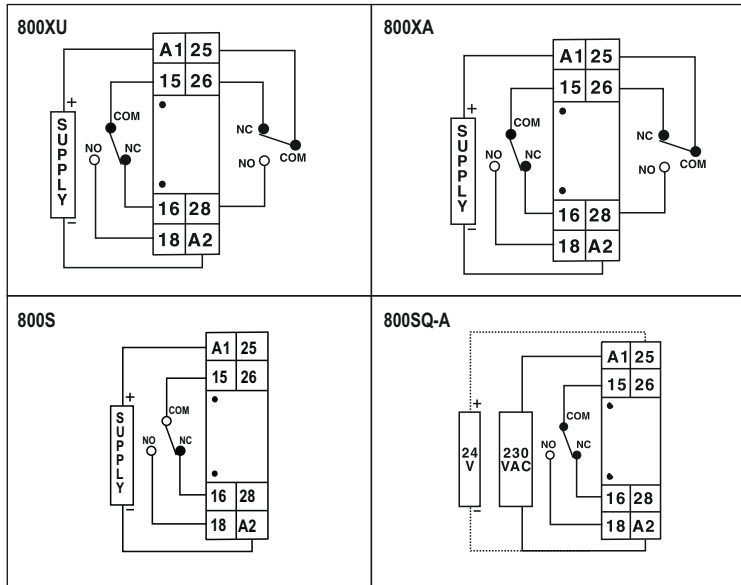 800XU
A1 25
15 26
+
SUPPLY
COM
NO
NC
NC
COM
NO
16 28
18 A2
−
800XA
A1 25
15 26
+
SUPPLY
COM
NO
NC
NC
COM
NO
16 28
18 A2
−
800S
A1 25
15 26
+
SUPPLY
COM
NO
NC
16 28
18 A2
−
800SQ-A
A1 25
15 26
+
24 V
230 VAC
COM
NO
NC
16 28
18 A2
−